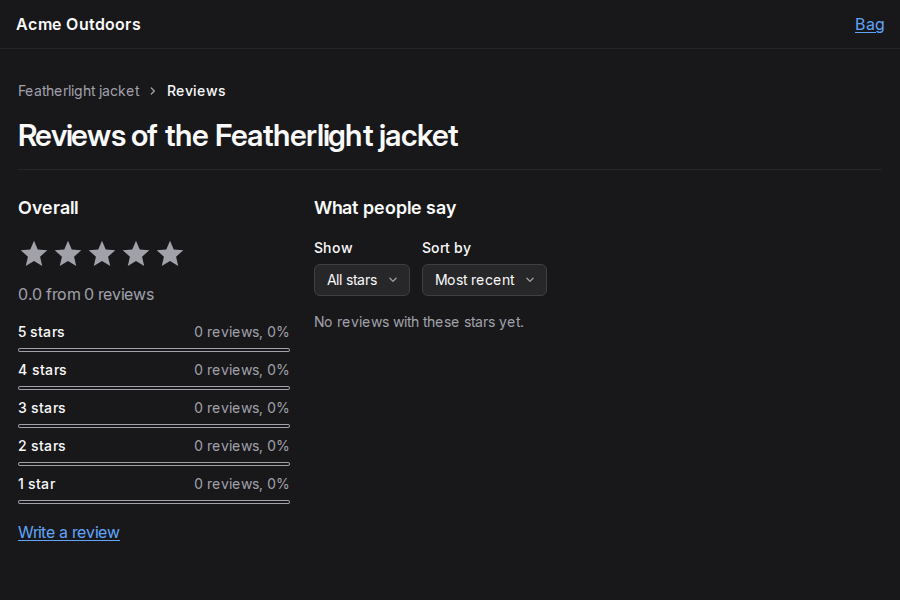 Acme Outdoors
Bag
Featherlight jacket > Reviews
Reviews of the Featherlight jacket
Overall
0.0 from 0 reviews
5 stars 0 reviews, 0%
4 stars 0 reviews, 0%
3 stars 0 reviews, 0%
2 stars 0 reviews, 0%
1 star 0 reviews, 0%
Write a review
What people say
Show Sort by
All stars Most recent
No reviews with these stars yet.